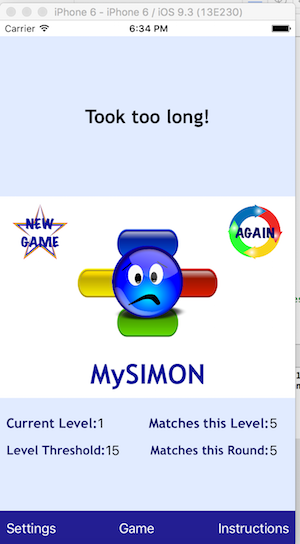 iPhone 6 - iPhone 6 / iOS 9.3 (13E230)
Carrier 6:34 PM
Took too long!
NEW GAME
AGAIN
MySIMON
Current Level:1 Matches this Level:5
Level Threshold:15 Matches this Round:5
Settings Game Instructions